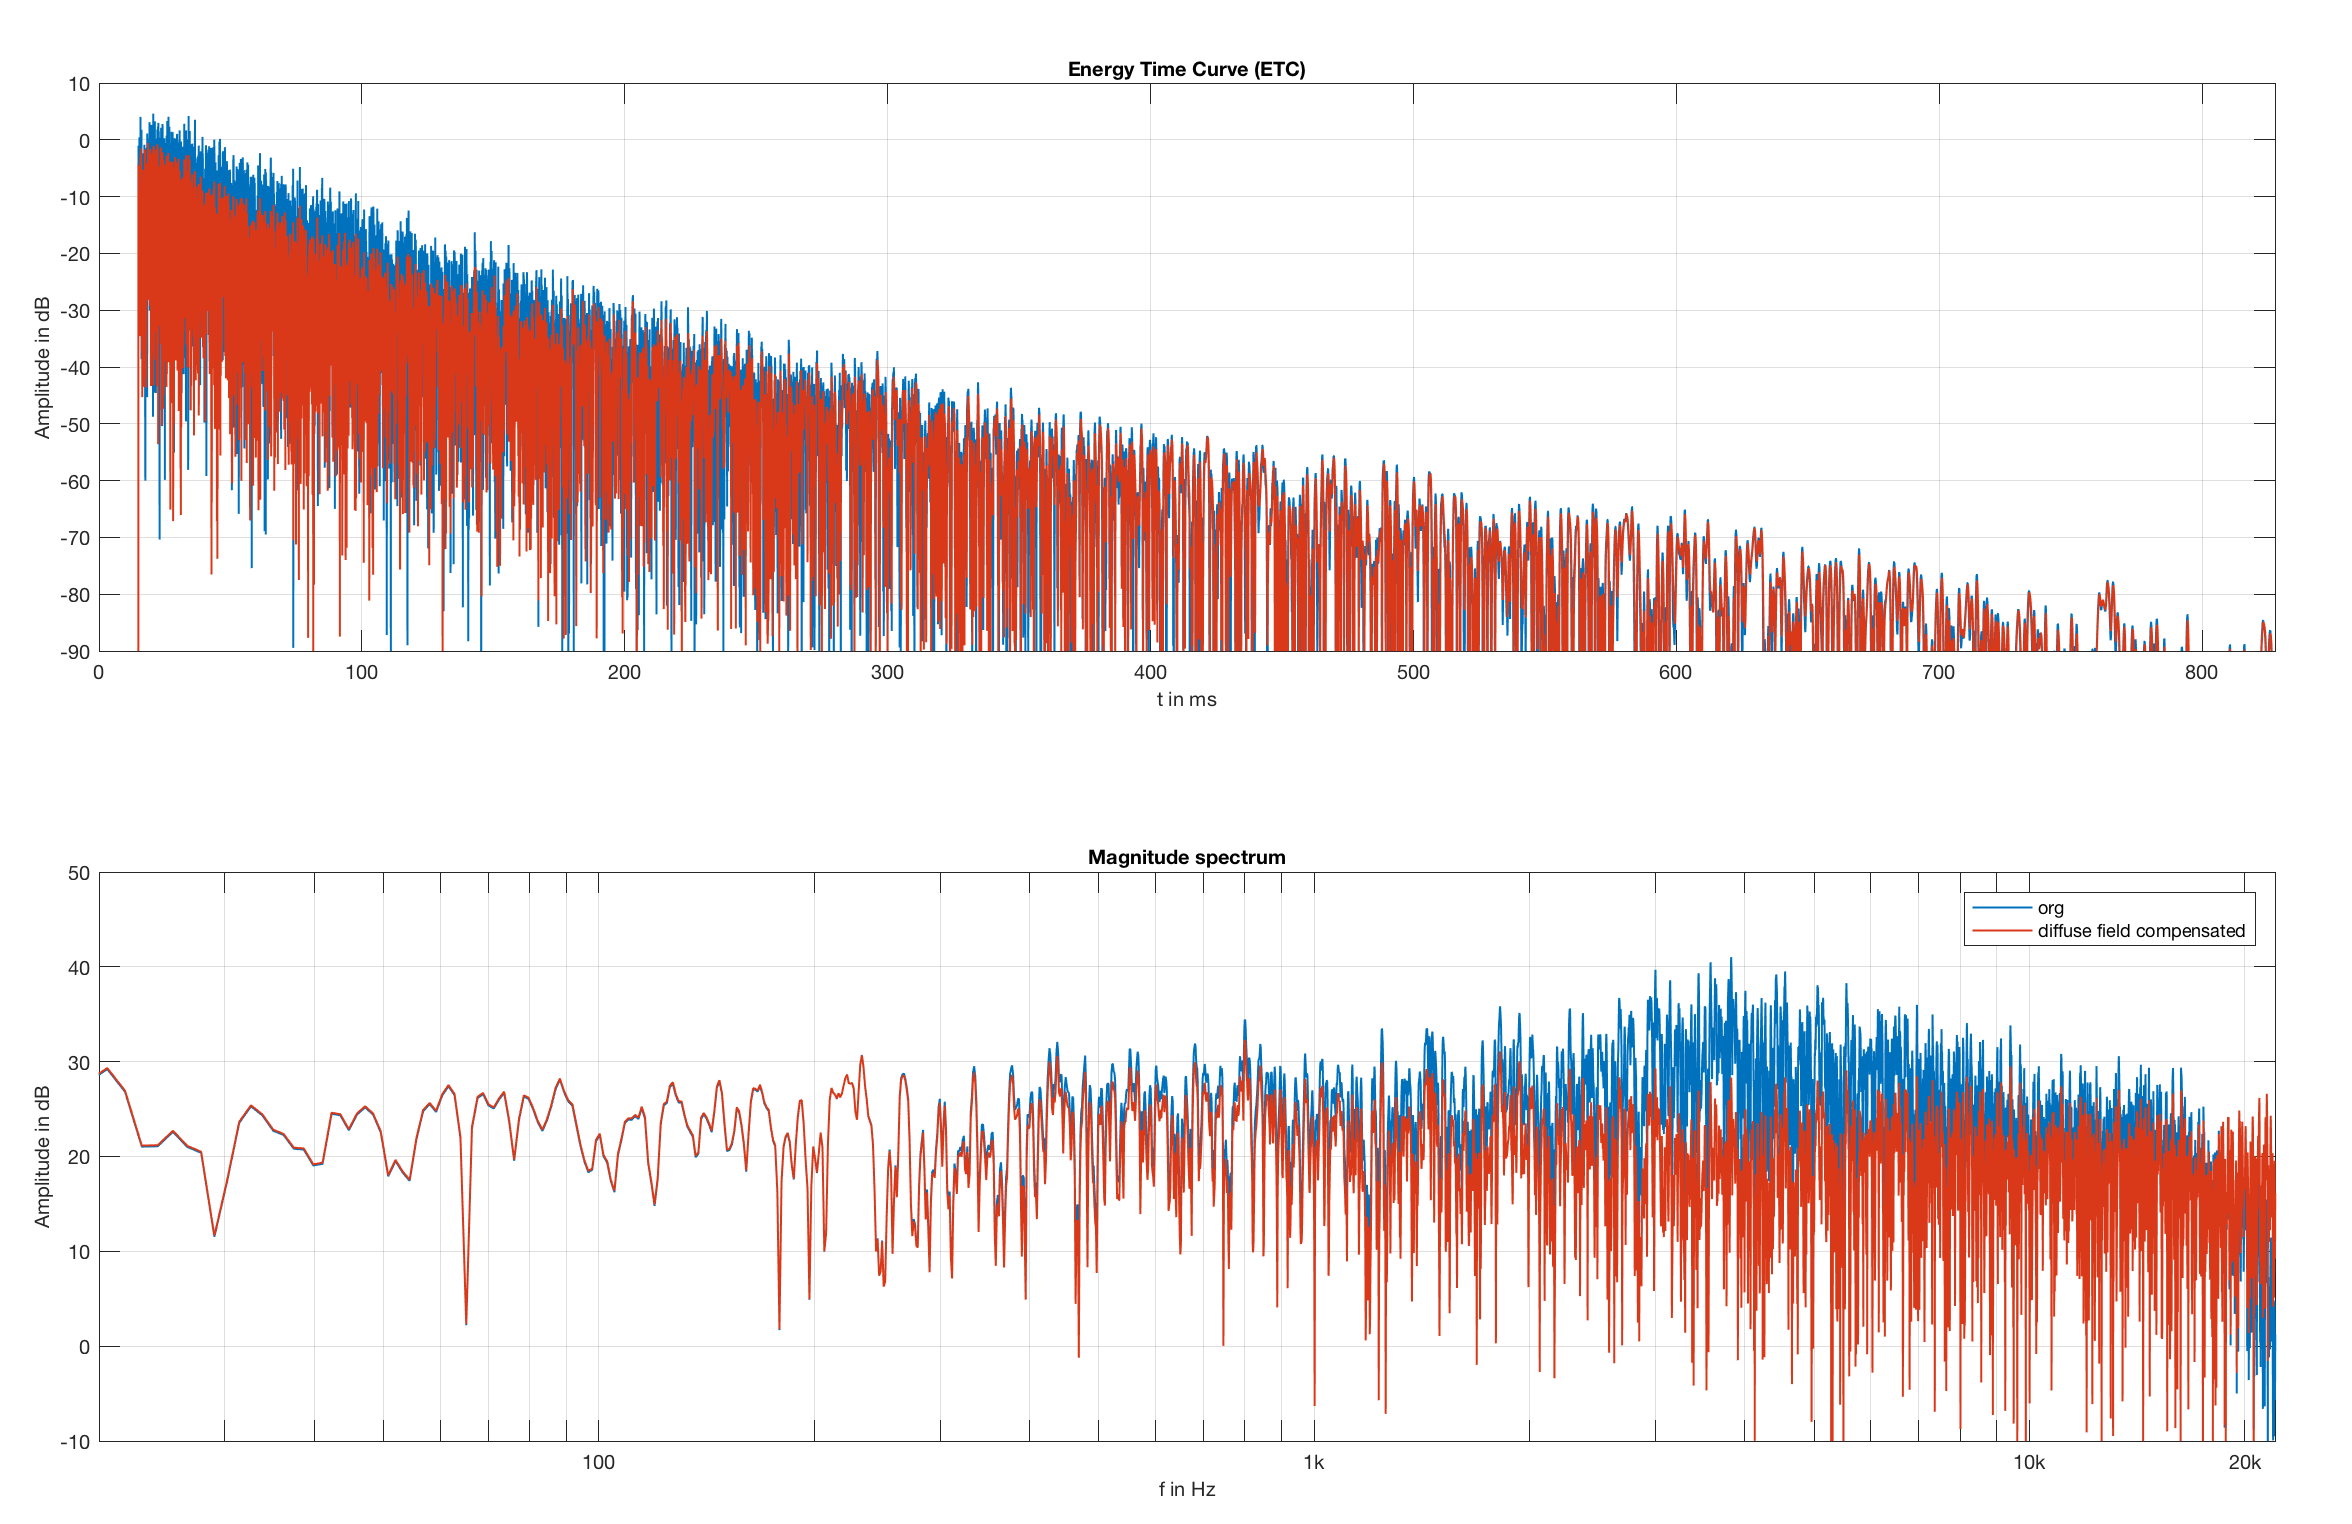 Energy Time Curve (ETC)
10
0
-10
-20
-30
-40
-50
-60
-70
-80
-90
Amplitude in dB
0 100 200 300 400 500 600 700 800
t in ms
Magnitude spectrum
50
40
30
20
10
0
-10
Amplitude in dB
org
diffuse field compensated
100 1k 10k 20k
f in Hz